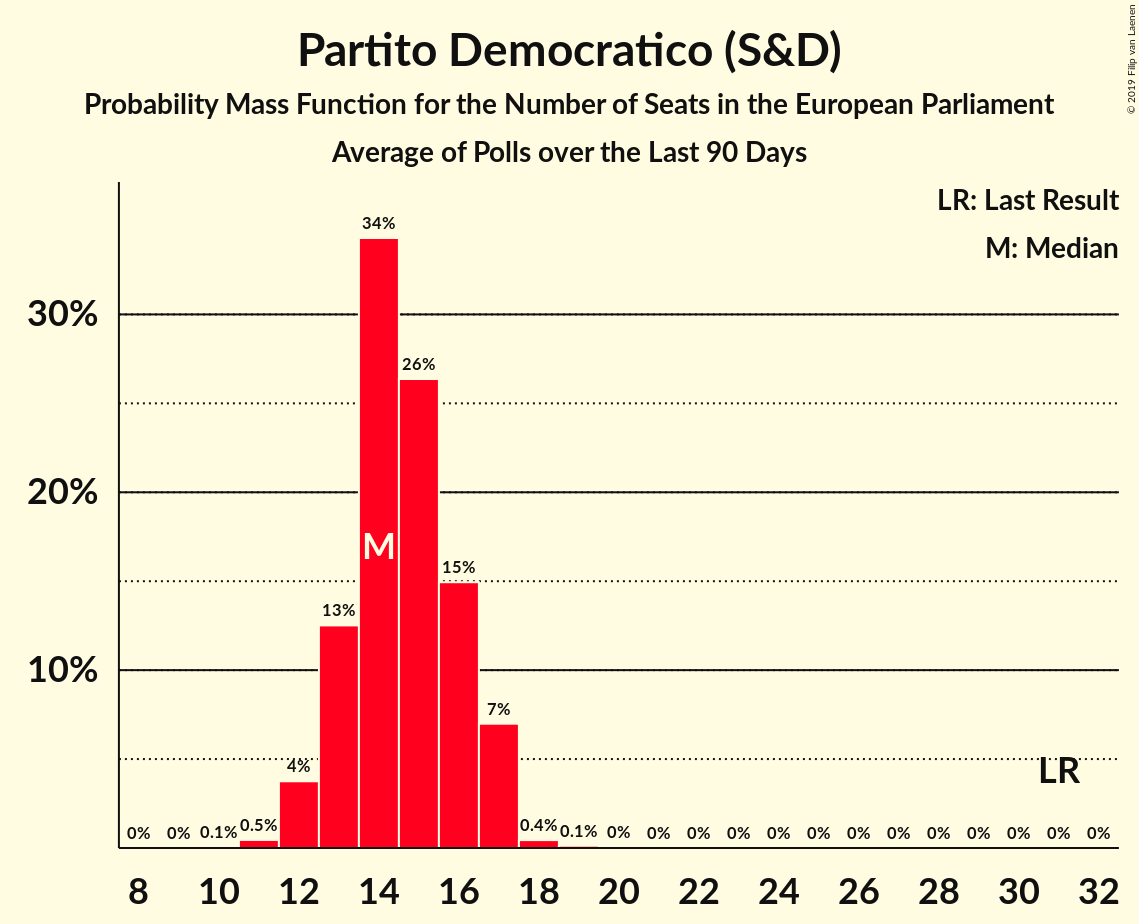 Partito Democratico (S&D)
Probability Mass Function for the Number of Seats in the European Parliament
Average of Polls over the Last 90 Days
© 2019 Filip van Laenen
LR: Last Result
M: Median
34%
30%
26%
20%
M
15%
13%
10%
7%
4%
LR
0% 0% 0.1% 0.5% 0.4% 0.1% 0% 0% 0% 0% 0% 0% 0% 0% 0% 0% 0% 0% 0%
8 10 12 14 16 18 20 22 24 26 28 30 32